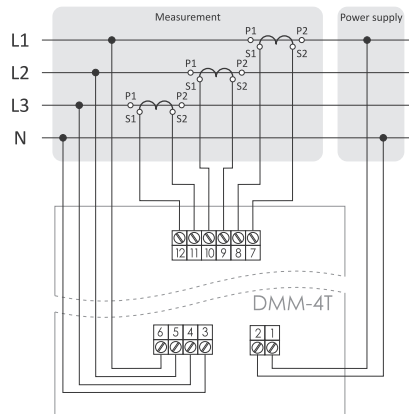 Measurement
Power supply
L1
P1 P2
S1 S2
L2
P1 P2
S1 S2
L3
P1 P2
S1 S2
N
12 11 10 9 8 7
DMM-4T
6 5 4 3
2 1